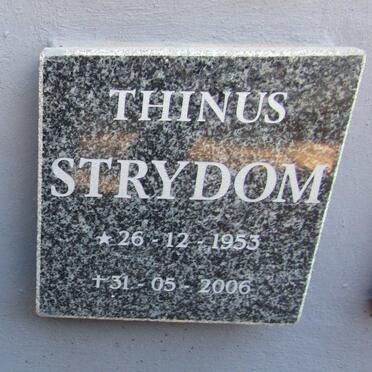 THINUS
STRYDOM
★ 26 - 12 - 1953
† 31 - 05 - 2006